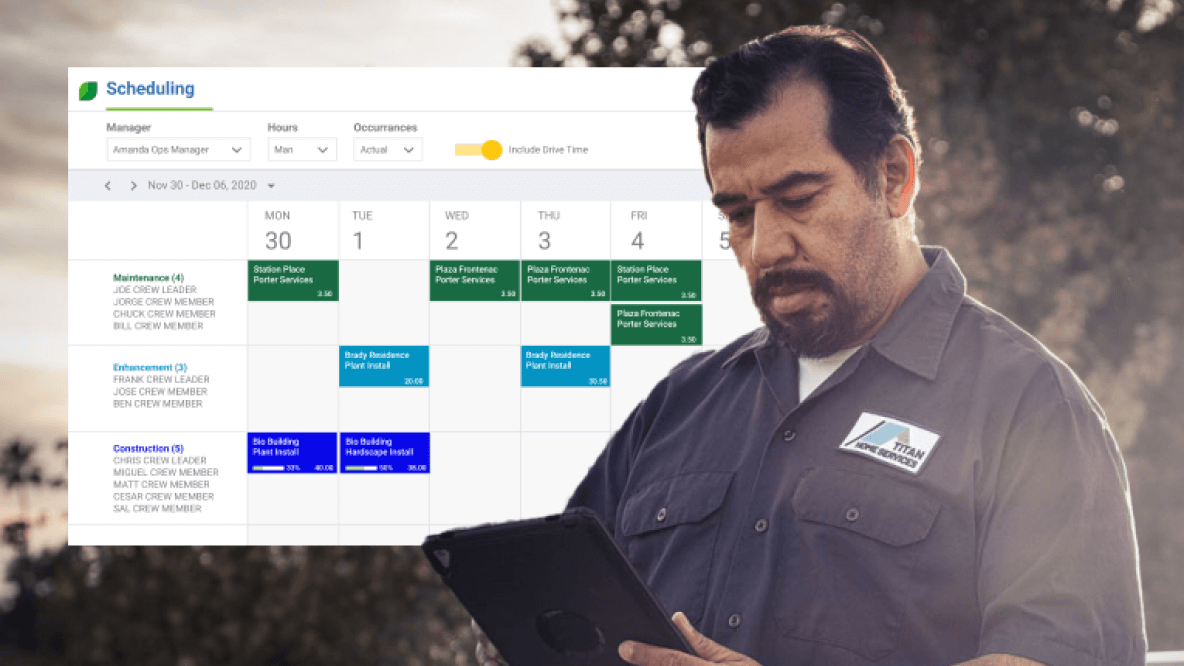 Scheduling
Manager
Hours
Occurrances
Amanda Ops Manager
Man
Actual
Include Drive Time
Nov 30 - Dec 06, 2020
MON
TUE
WED
THU
FRI
30
1
2
3
4
5
Maintenance (4)
JOE CREW LEADER
JORGE CREW MEMBER
CHUCK CREW MEMBER
BILL CREW MEMBER
Station Place
Porter Services
3.50
Plaza Frontenac
Porter Services
3.50
Plaza Frontenac
Porter Services
3.50
Station Place
Porter Services
3.50
Plaza Frontenac
Porter Services
3.50
Enhancement (3)
FRANK CREW LEADER
JOSE CREW MEMBER
BEN CREW MEMBER
Brady Residence
Plant Install
20.00
Brady Residence
Plant Install
30.50
Construction (5)
CHRIS CREW LEADER
MIGUEL CREW MEMBER
MATT CREW MEMBER
CESAR CREW MEMBER
SAL CREW MEMBER
Bio Building
Plant Install
33% 40.00
Bio Building
Hardscape Install
50% 38.00
TITAN
HOME SERVICES